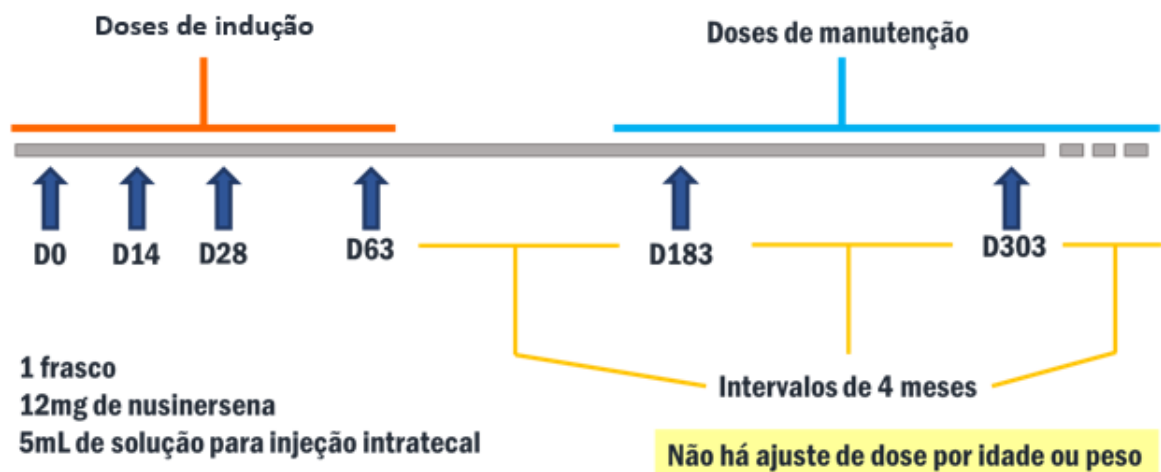 Doses de indução
Doses de manutenção
D0
D14
D28
D63
D183
D303
1 frasco
12mg de nusinersena
5mL de solução para injeção intratecal
Intervalos de 4 meses
Não há ajuste de dose por idade ou peso